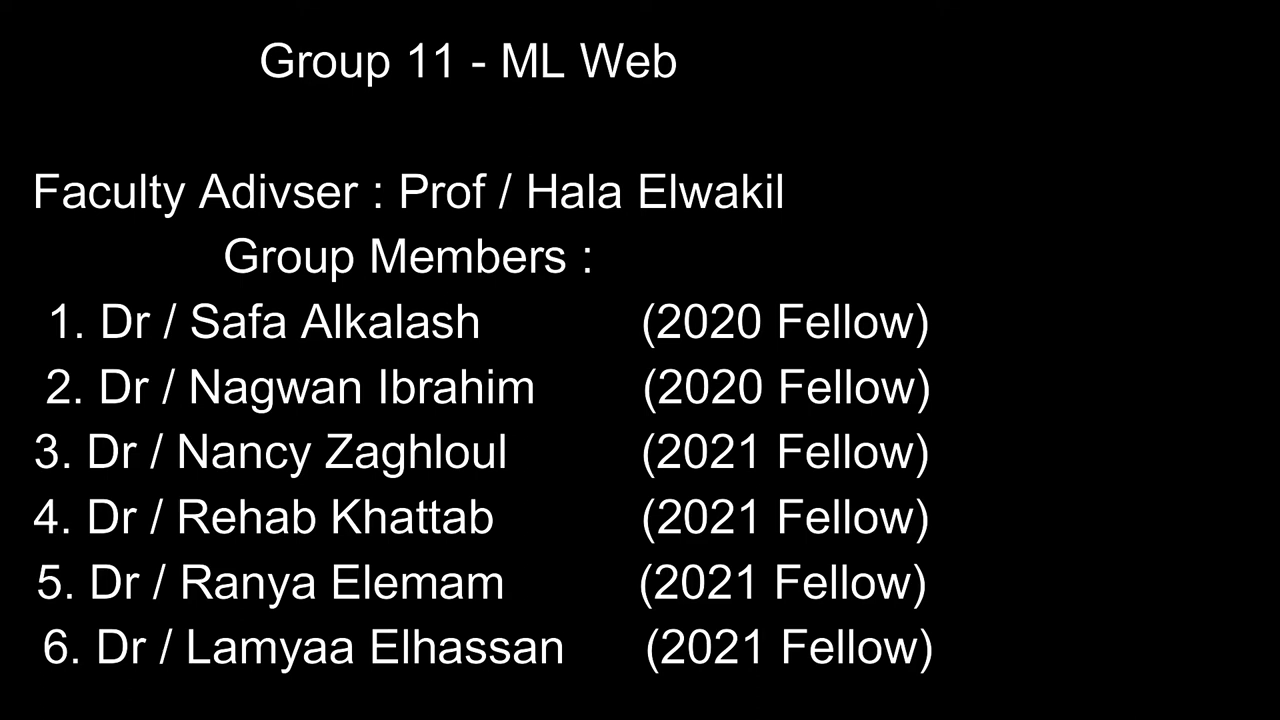 Group 11 - ML Web
Faculty Adivser : Prof / Hala Elwakil
Group Members :
1. Dr / Safa Alkalash (2020 Fellow)
2. Dr / Nagwan Ibrahim (2020 Fellow)
3. Dr / Nancy Zaghloul (2021 Fellow)
4. Dr / Rehab Khattab (2021 Fellow)
5. Dr / Ranya Elemam (2021 Fellow)
6. Dr / Lamyaa Elhassan (2021 Fellow)